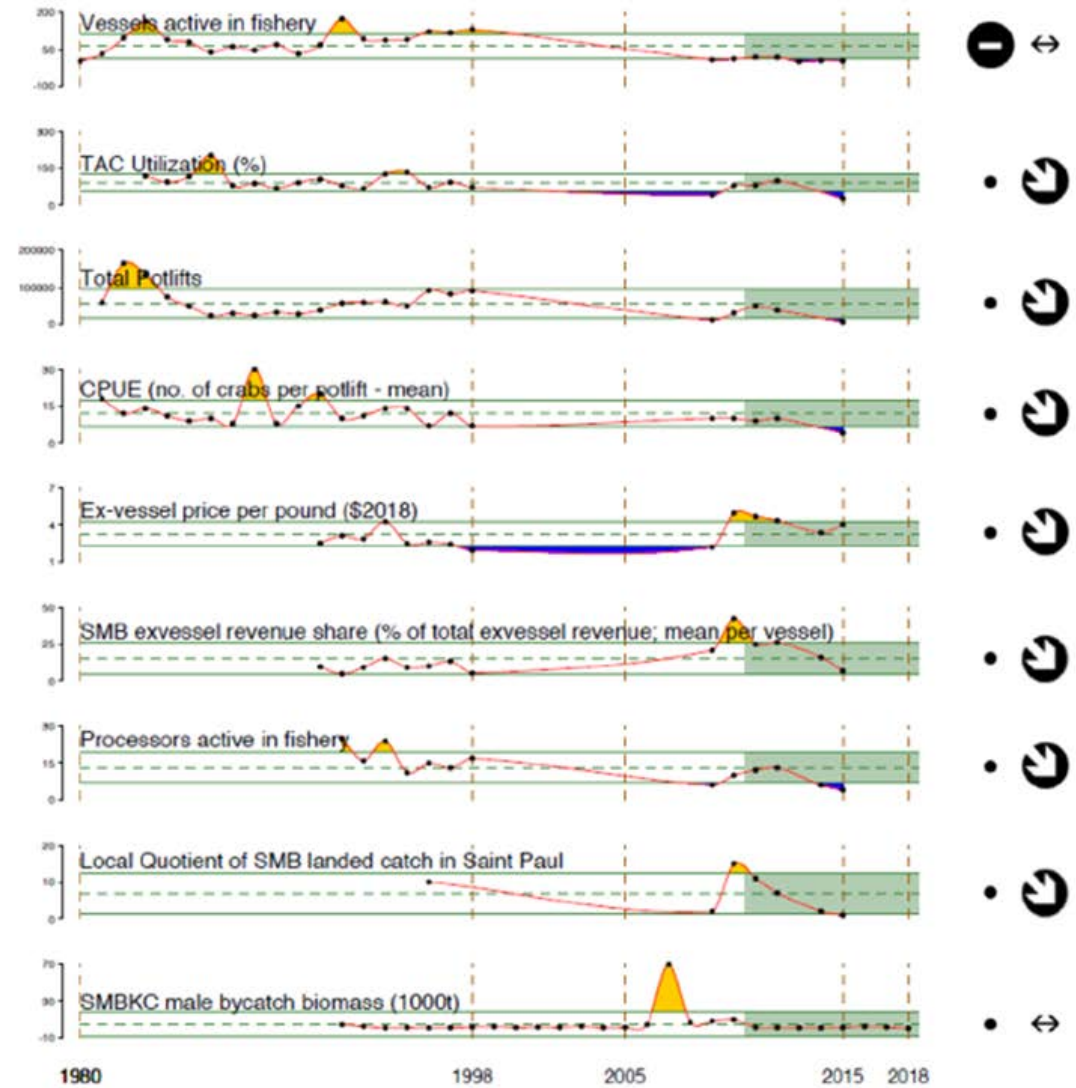 200
Vessels active in fishery
50
-100
300
TAC Utilization (%)
150
0
200000
Total Potlifts
100000
0
30
CPUE (no. of crabs per potlift - mean)
15
0
7
Ex-vessel price per pound ($2018)
4
1
50
SMB exvessel revenue share (% of total exvessel revenue; mean per vessel)
25
0
30
Processors active in fishery
15
0
20
Local Quotient of SMB landed catch in Saint Paul
10
0
70
SMBKC male bycatch biomass (1000t)
30
-10
1980 1998 2005 2015 2018